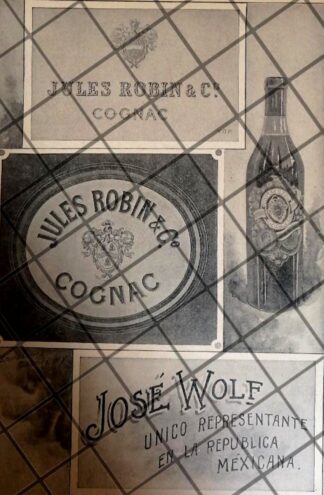 JULES ROBIN & Cº
COGNAC
JULES ROBIN & Cº
COGNAC
JOSÉ WOLF
UNICO REPRESENTANTE
EN LA REPUBLICA
MEXICANA.